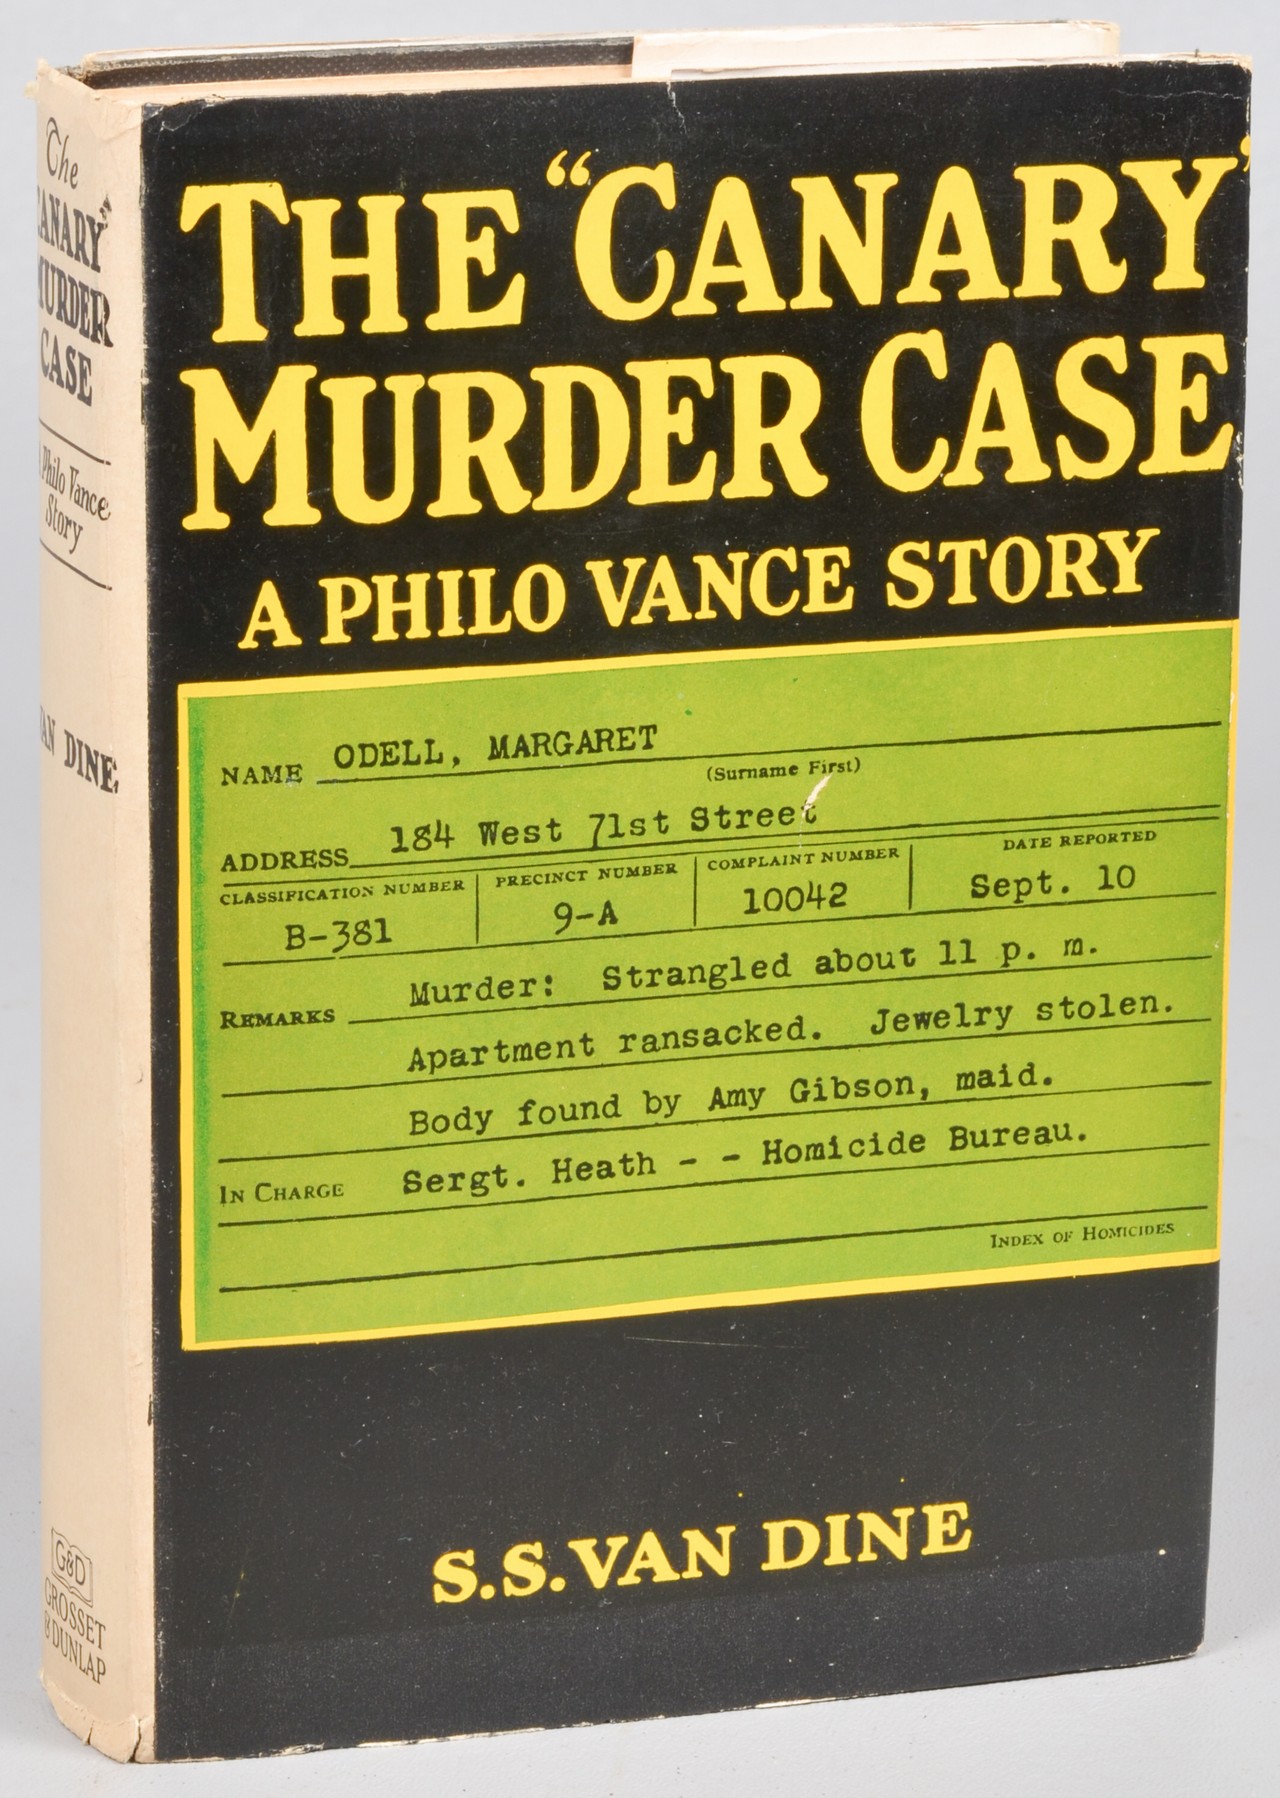 The
CANARY"
MURDER
CASE
A Philo Vance
Story
VAN DINE
G&D
GROSSET
& DUNLAP
THE "CANARY"
MURDER CASE
A PHILO VANCE STORY
NAME ODELL, MARGARET
(Surname First)
ADDRESS 184 West 71st Street
CLASSIFICATION NUMBER PRECINCT NUMBER COMPLAINT NUMBER DATE REPORTED
B-381 9-A 10042 Sept. 10
REMARKS Murder: Strangled about 11 p. m.
Apartment ransacked. Jewelry stolen.
Body found by Amy Gibson, maid.
IN CHARGE Sergt. Heath - - Homicide Bureau.
INDEX OF HOMICIDES
S.S. VAN DINE